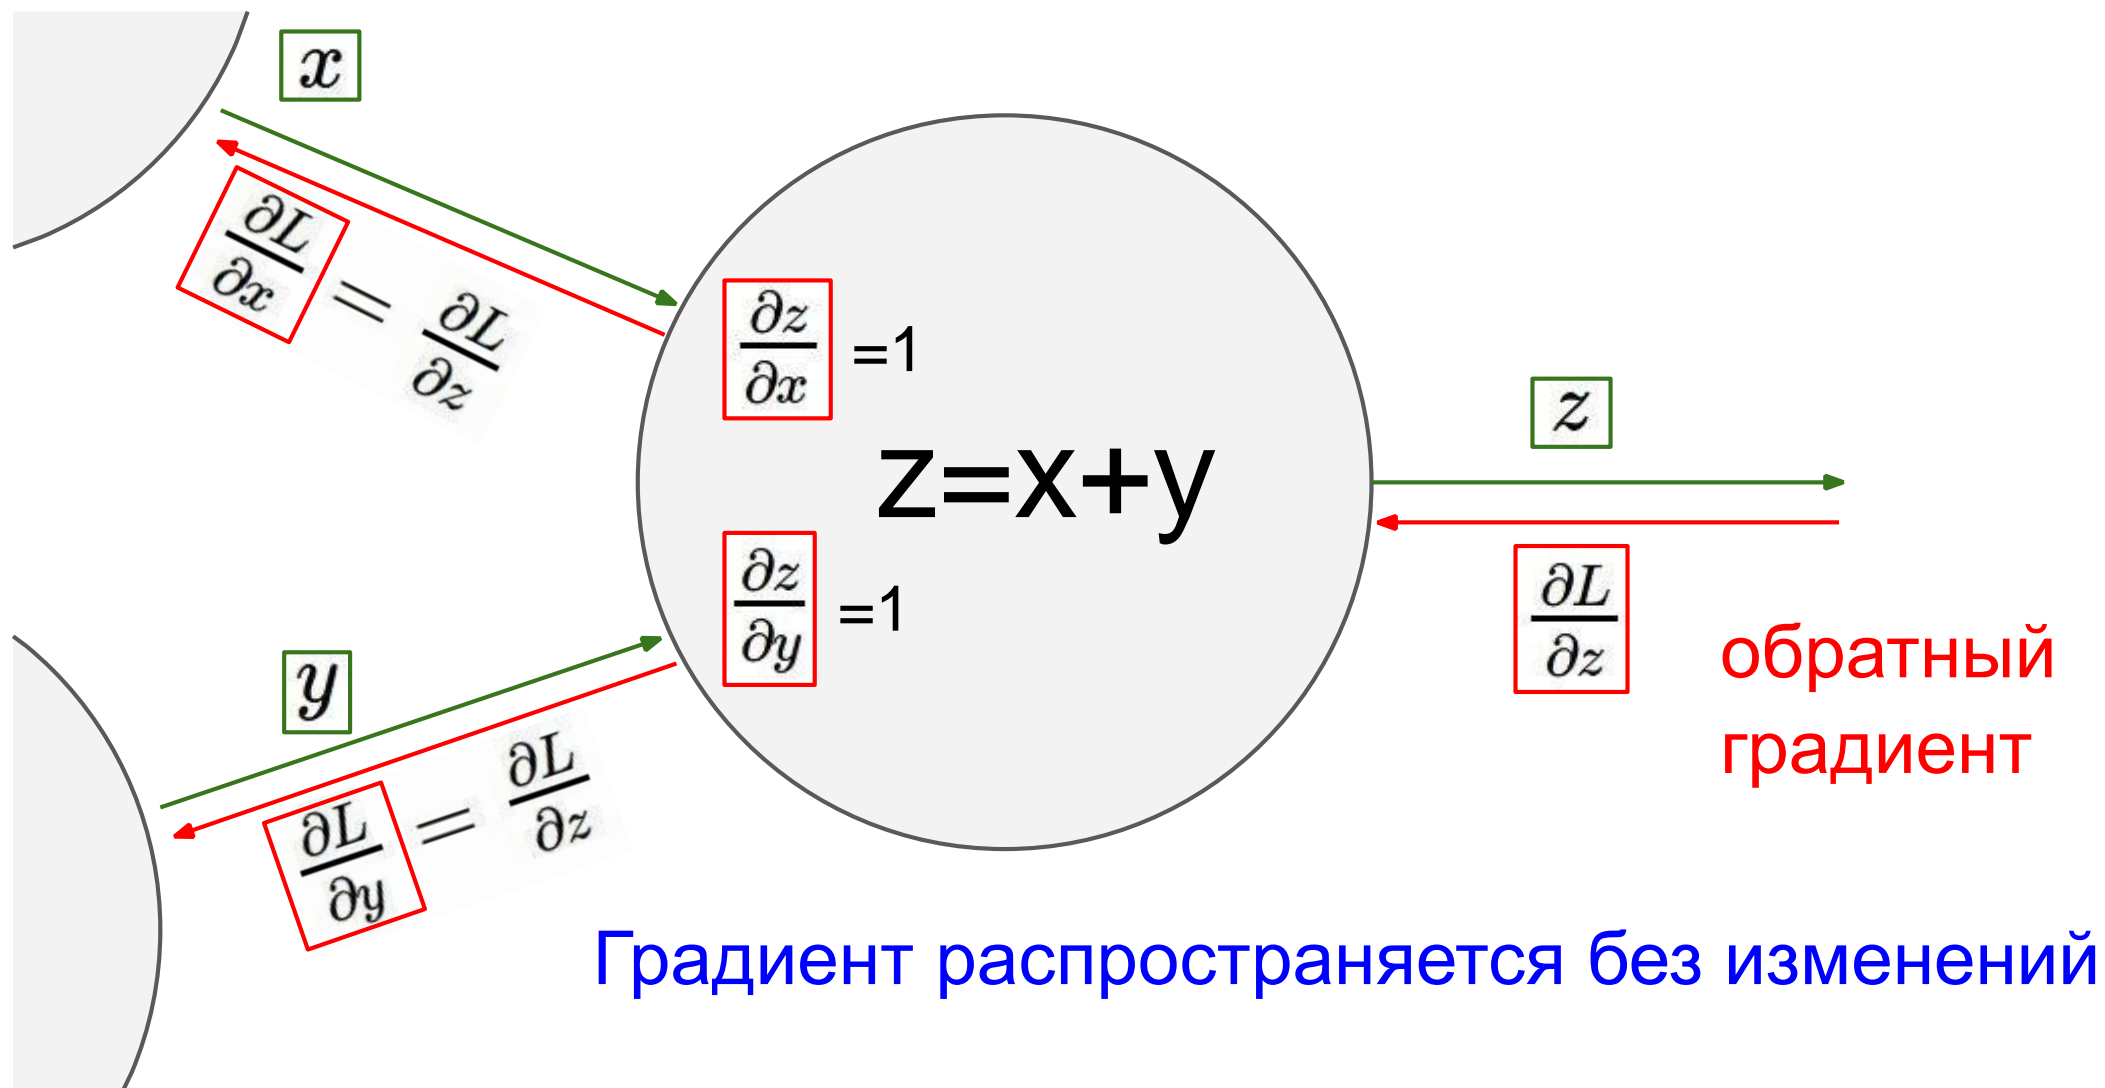 x
∂L/∂x = ∂L/∂z
∂z/∂x =1
z=x+y
z
∂z/∂y =1
∂L/∂z
обратный
градиент
y
∂L/∂y = ∂L/∂z
Градиент распространяется без изменений